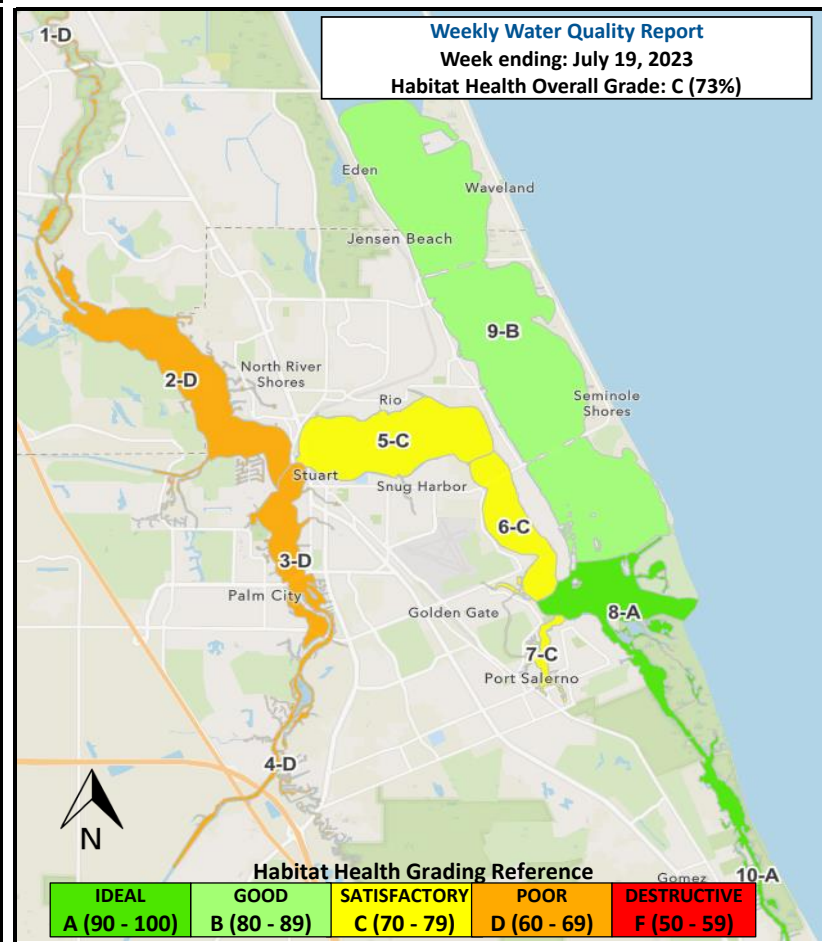 1-D
Weekly Water Quality Report
Week ending: July 19, 2023
Habitat Health Overall Grade: C (73%)
Eden
Waveland
Jensen Beach
9-B
2-D
North River
Shores
Rio
Seminole
Shores
5-C
Stuart
Snug Harbor
6-C
3-D
Palm City
Golden Gate
8-A
7-C
Port Salerno
4-D
N
Habitat Health Grading Reference
Gomez
10-A
IDEAL
A (90 - 100)
GOOD
B (80 - 89)
SATISFACTORY
C (70 - 79)
POOR
D (60 - 69)
DESTRUCTIVE
F (50 - 59)